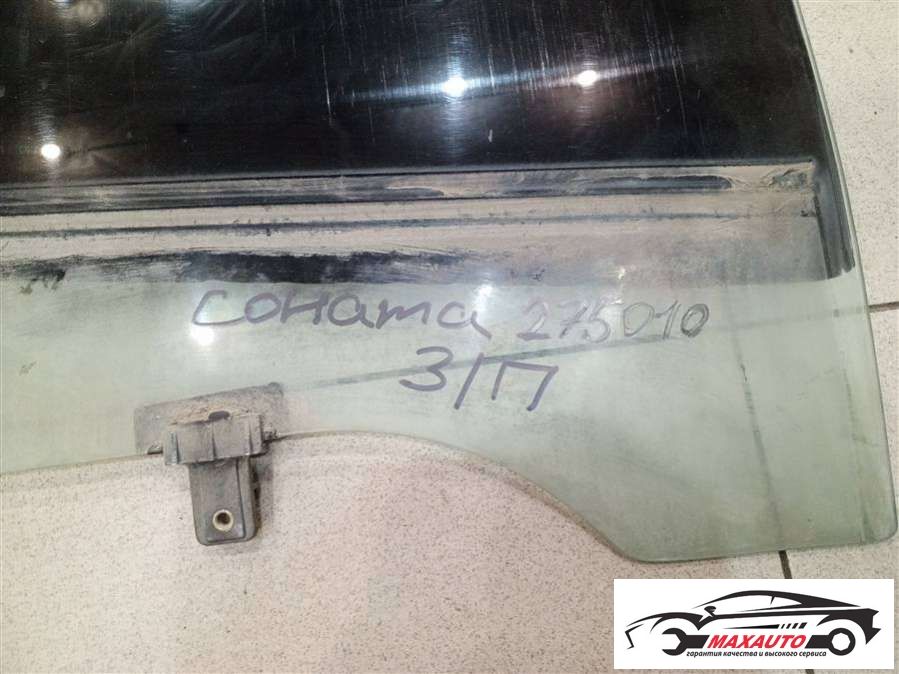 соната 275010
З/П
MAXAUTO
гарантия качества и высокого сервиса